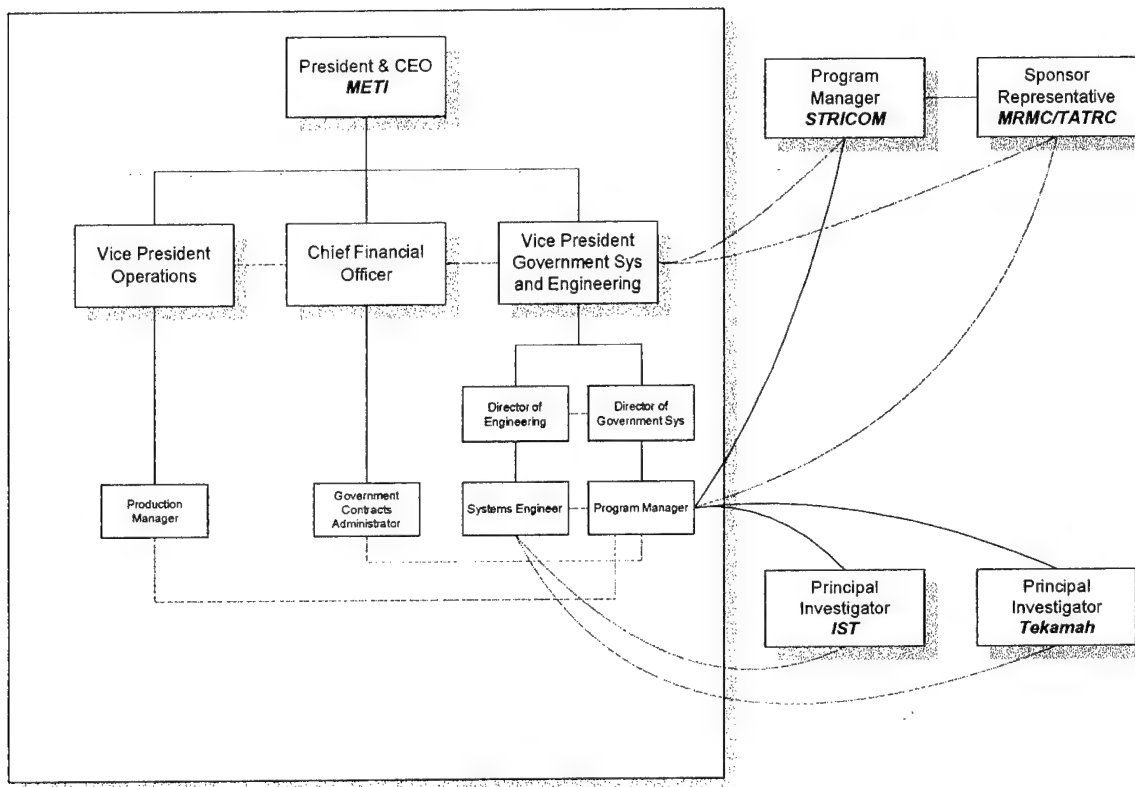 President & CEO
METI
Program
Manager
STRICOM
Sponsor
Representative
MRMC/TATRC
Vice President
Operations
Chief Financial
Officer
Vice President
Government Sys
and Engineering
Director of
Engineering
Director of
Government Sys
Production
Manager
Government
Contracts
Administrator
Systems Engineer
Program Manager
Principal
Investigator
IST
Principal
Investigator
Tekamah